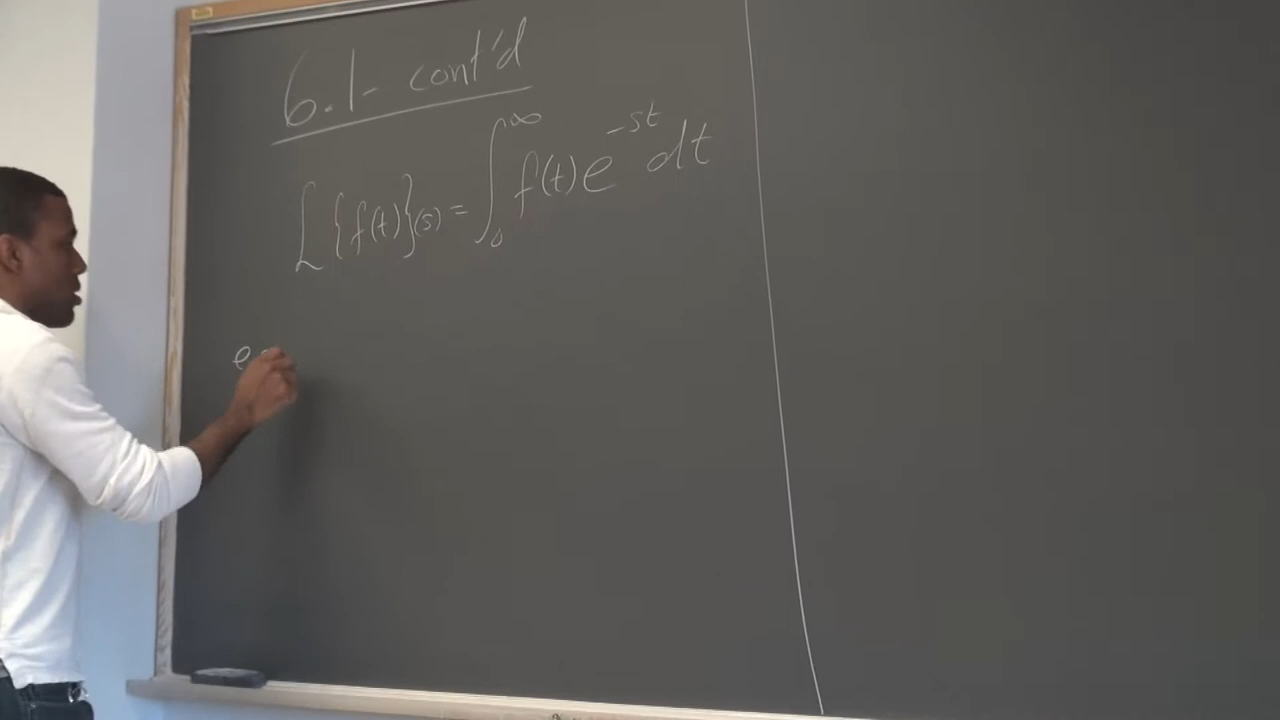 6.1- cont'd
L{f(t)}(s) = ∫₀^∞ f(t)e^{-st}dt
e